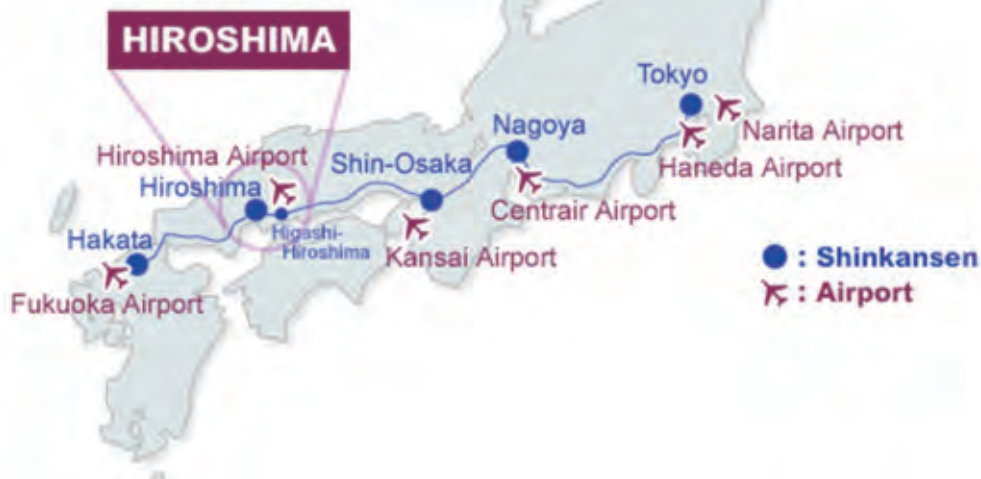 HIROSHIMA
Tokyo
Narita Airport
Haneda Airport
Nagoya
Centrair Airport
Shin-Osaka
Kansai Airport
Hiroshima Airport
Hiroshima
Higashi-
Hiroshima
Hakata
Fukuoka Airport
: Shinkansen
: Airport